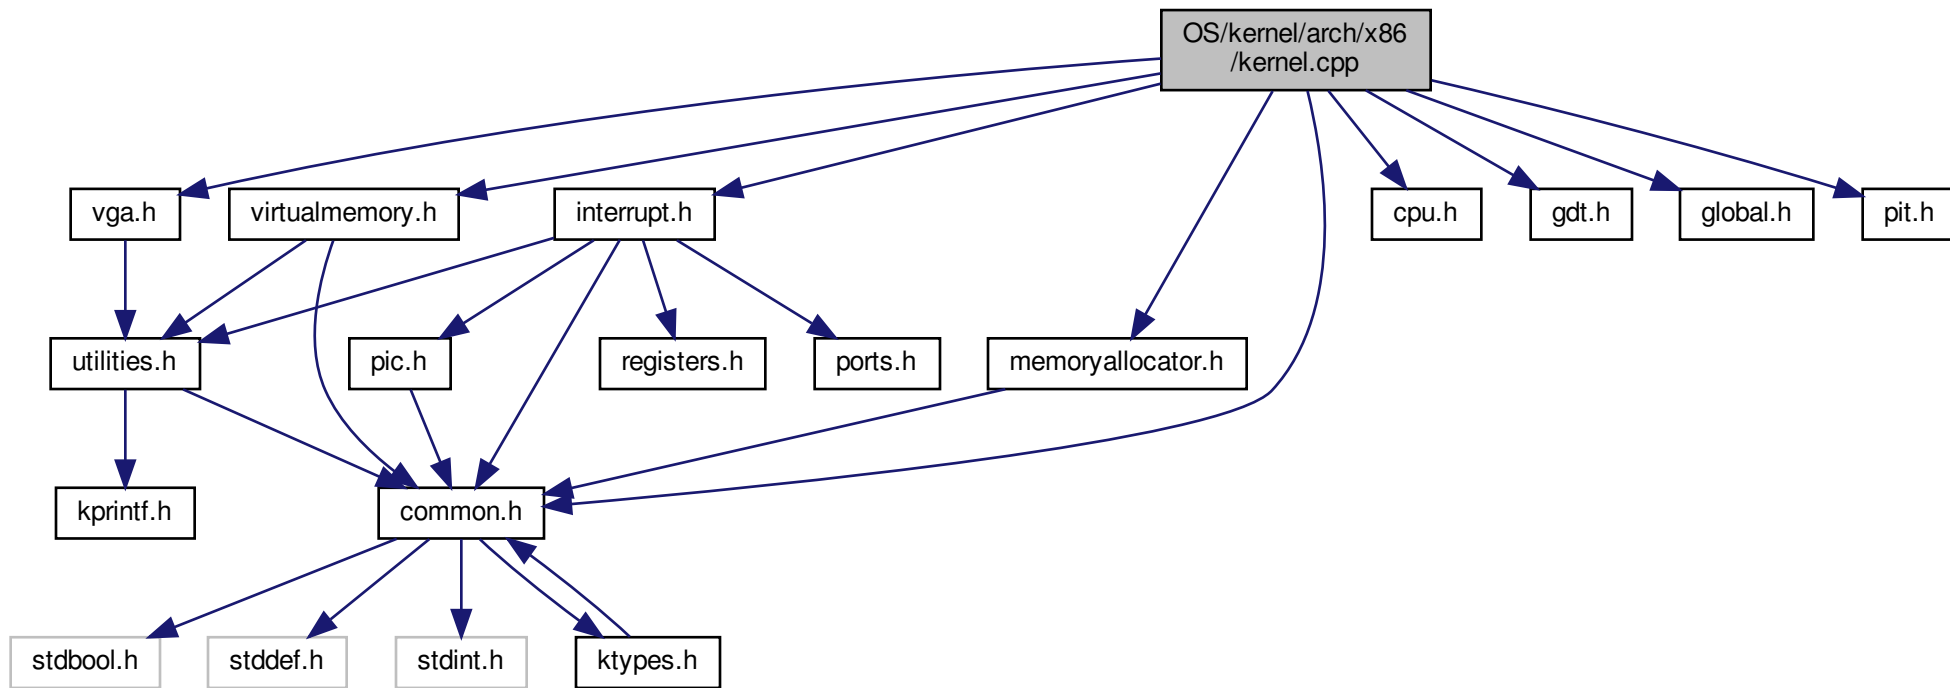 OS/kernel/arch/x86
/kernel.cpp
vga.h
virtualmemory.h
interrupt.h
cpu.h
gdt.h
global.h
pit.h
utilities.h
pic.h
registers.h
ports.h
memoryallocator.h
kprintf.h
common.h
stdbool.h
stddef.h
stdint.h
ktypes.h